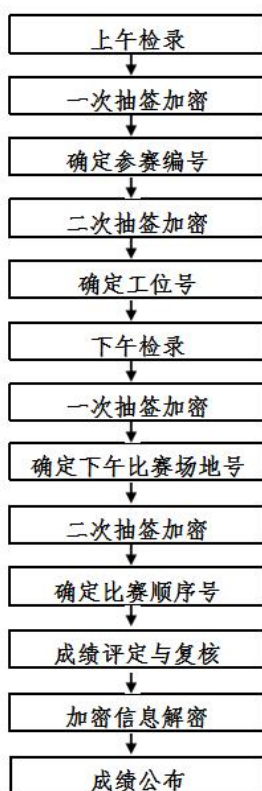 上午检录
一次抽签加密
确定参赛编号
二次抽签加密
确定工位号
下午检录
一次抽签加密
确定下午比赛场地号
二次抽签加密
确定比赛顺序号
成绩评定与复核
加密信息解密
成绩公布